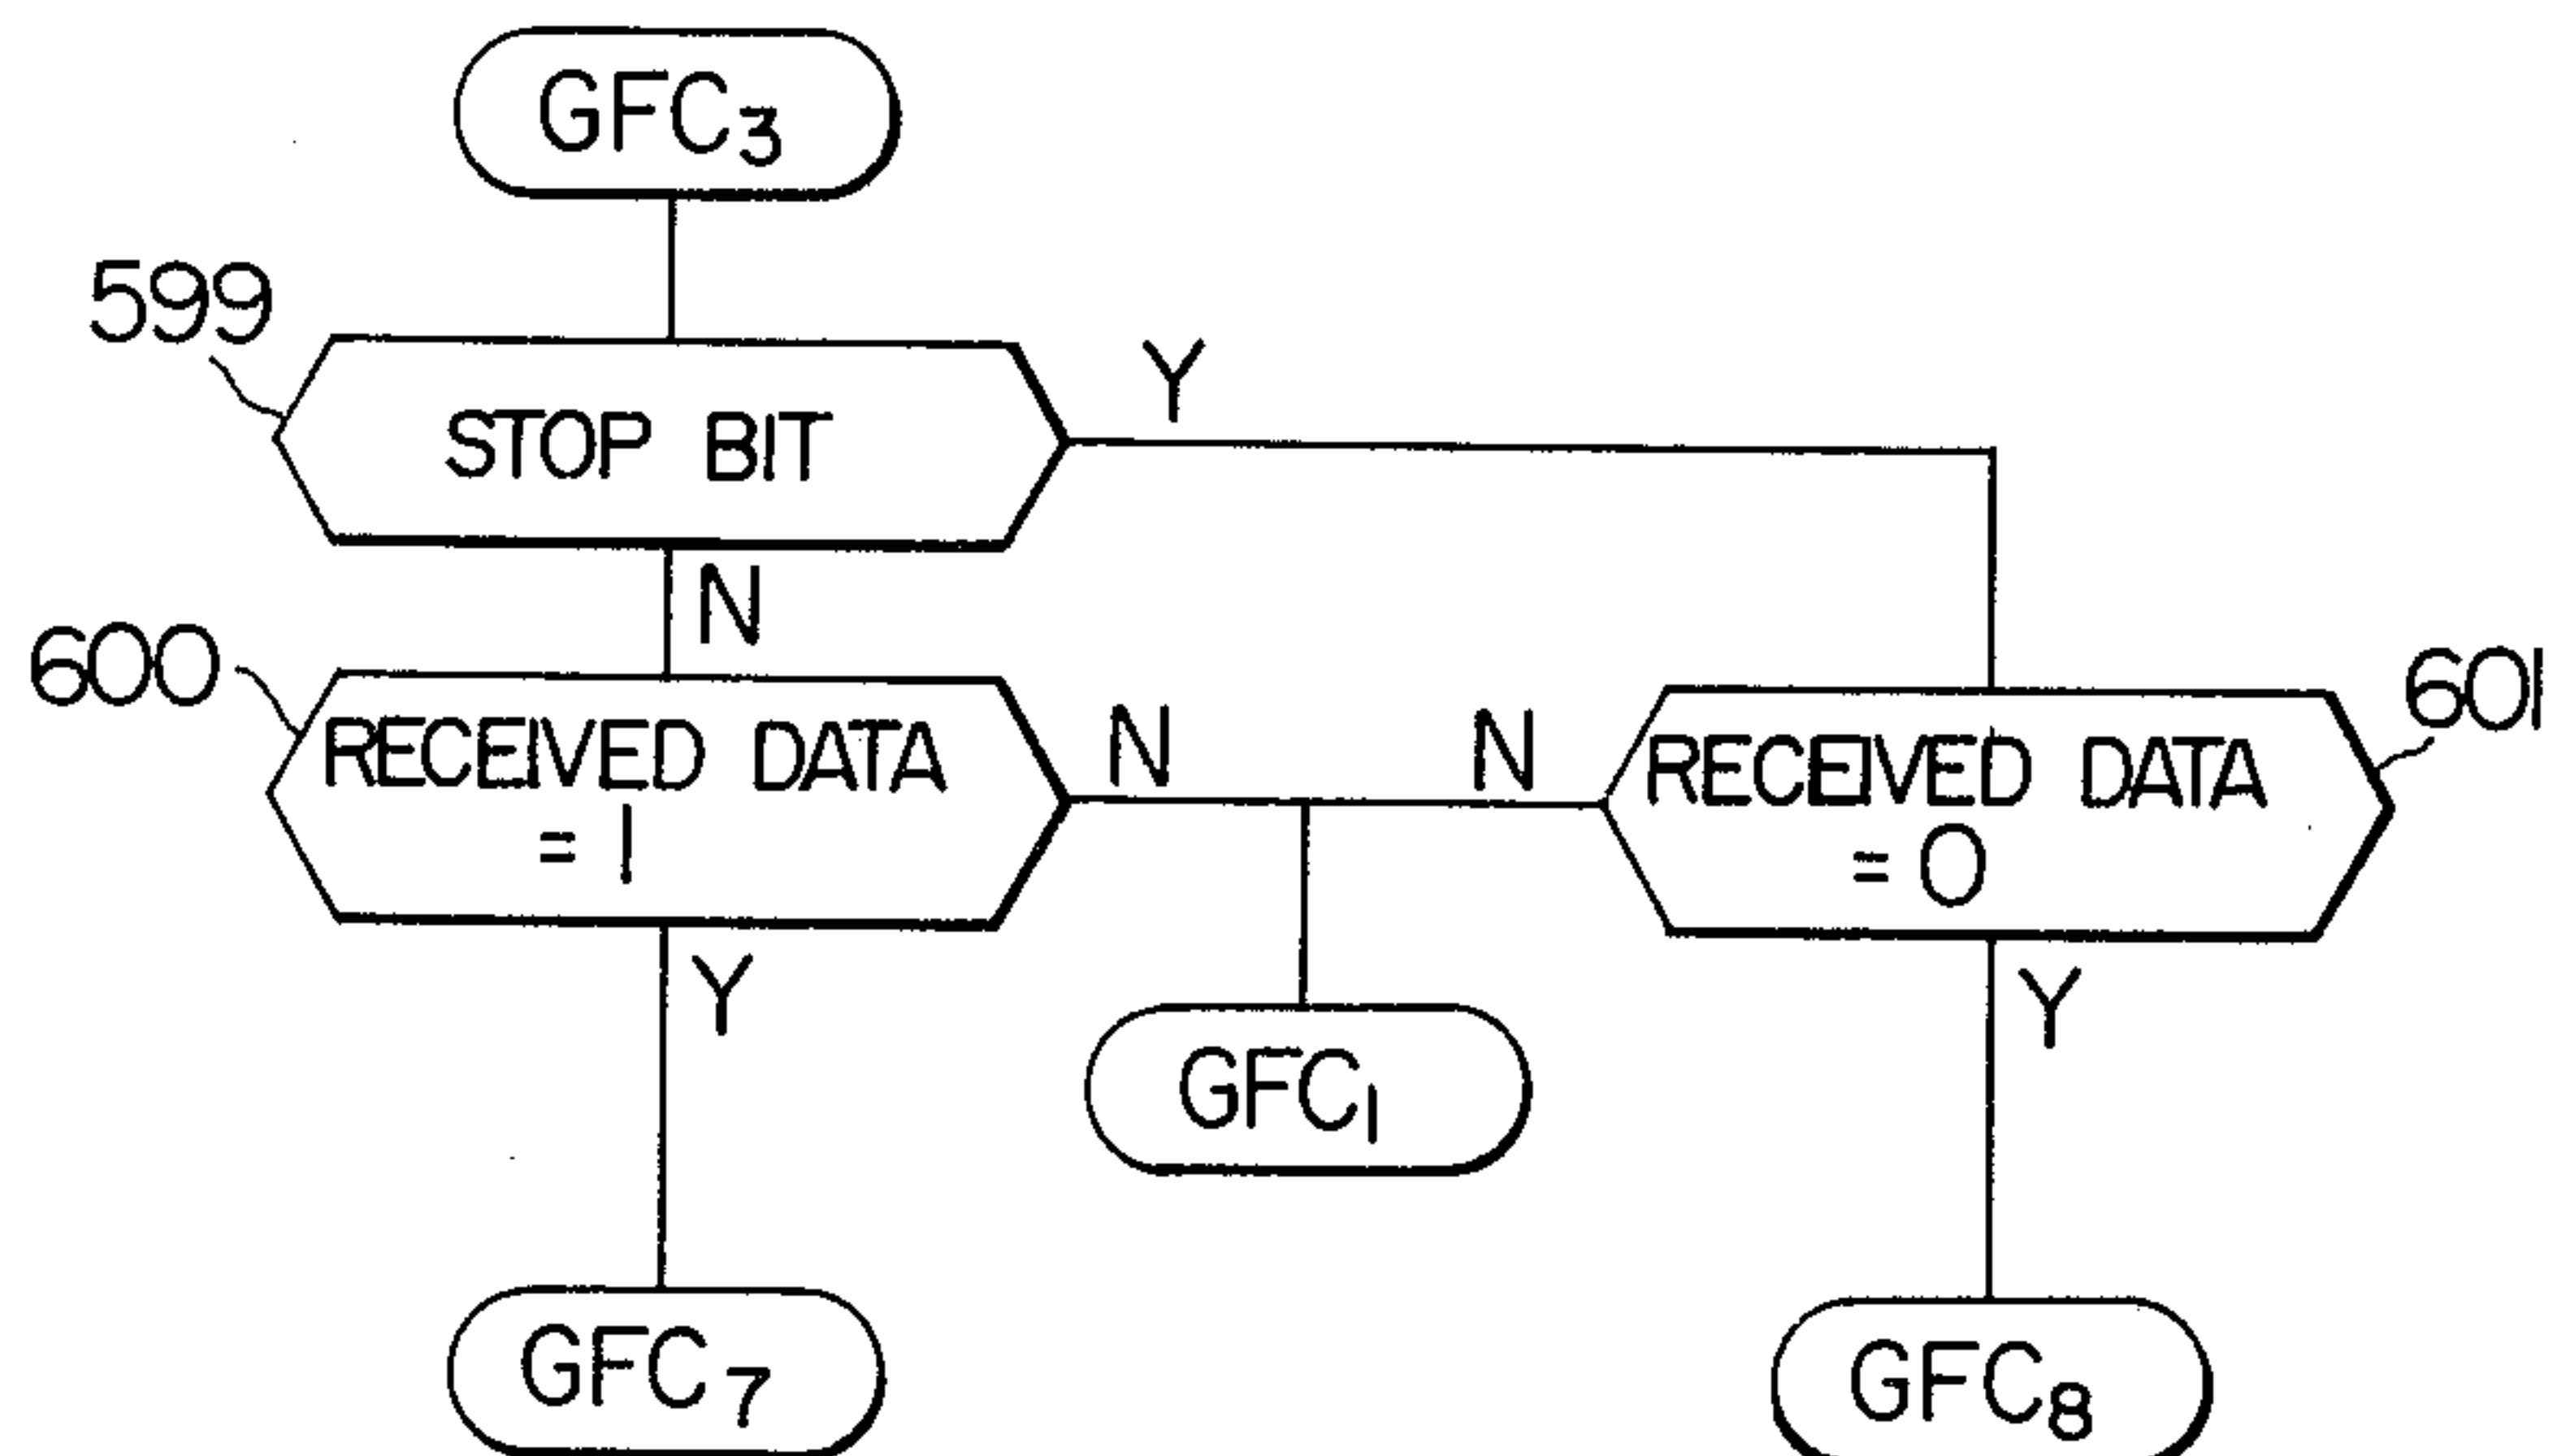 GFC₃
599
STOP BIT
Y
N
600
RECEIVED DATA
= 1
N
N
RECEIVED DATA
= 0
601
Y
GFC₁
Y
GFC₇
GFC₈